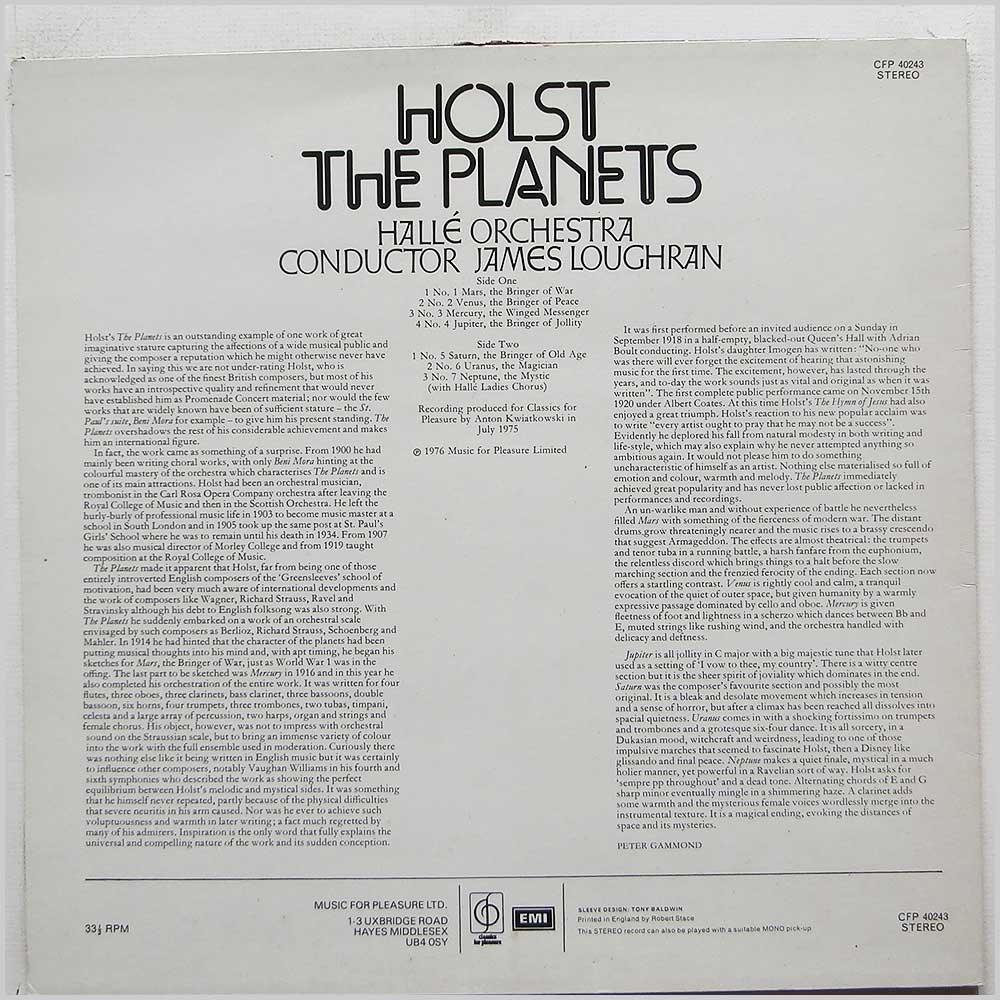 CFP 40243
STEREO
HOLST
THE PLANETS
HALLÉ ORCHESTRA
CONDUCTOR JAMES LOUGHRAN
Side One
1 No. 1 Mars, the Bringer of War
2 No. 2 Venus, the Bringer of Peace
3 No. 3 Mercury, the Winged Messenger
4 No. 4 Jupiter, the Bringer of Jollity
Side Two
1 No. 5 Saturn, the Bringer of Old Age
2 No. 6 Uranus, the Magician
3 No. 7 Neptune, the Mystic
(with Hallé Ladies Chorus)
Recording produced for Classics for
Pleasure by Anton Kwiatkowski in
July 1975
℗ 1976 Music for Pleasure Limited
Holst's The Planets is an outstanding example of one work of great
imaginative stature capturing the affections of a wide musical public and
giving the composer a reputation which he might otherwise never have
achieved. In saying this we are not under-rating Holst, who is
acknowledged as one of the finest British composers, but most of his
works have an introspective quality and refinement that would never
have established him as Promenade Concert material; nor would the few
works that are widely known have been of sufficient stature – the St.
Paul's suite, Beni Mora for example – to give him his present standing. The
Planets overshadows the rest of his considerable achievement and makes
him an international figure.
In fact, the work came as something of a surprise. From 1900 he had
mainly been writing choral works, with only Beni Mora hinting at the
colourful mastery of the orchestra which characterises The Planets and is
one of its main attractions. Holst had been an orchestral musician,
trombonist in the Carl Rosa Opera Company orchestra after leaving the
Royal College of Music and then in the Scottish Orchestra. He left the
hurly-burly of professional music life in 1903 to become music master at a
school in South London and in 1905 took up the same post at St. Paul's
Girls' School where he was to remain until his death in 1934. From 1907
he was also musical director of Morley College and from 1919 taught
composition at the Royal College of Music.
The Planets made it apparent that Holst, far from being one of those
entirely introverted English composers of the 'Greensleeves' school of
motivation, had been very much aware of international developments and
the work of composers like Wagner, Richard Strauss, Ravel and
Stravinsky although his debt to English folksong was also strong. With
The Planets he suddenly embarked on a work of an orchestral scale
envisaged by such composers as Berlioz, Richard Strauss, Schoenberg and
Mahler. In 1914 he had hinted that the character of the planets had been
putting musical thoughts into his mind and, with apt timing, he began his
sketches for Mars, the Bringer of War, just as World War 1 was in the
offing. The last part to be sketched was Mercury in 1916 and in this year he
also completed his orchestration of the entire work. It was written for four
flutes, three oboes, three clarinets, bass clarinet, three bassoons, double
bassoon, six horns, four trumpets, three trombones, two tubas, timpani,
celesta and a large array of percussion, two harps, organ and strings and
female chorus. His object, however, was not to impress with orchestral
sound on the Straussian scale, but to bring an immense variety of colour
into the work with the full ensemble used in moderation. Curiously there
was nothing else like it being written in English music but it was certainly
to influence other composers, notably Vaughan Williams in his fourth and
sixth symphonies who described the work as showing the perfect
equilibrium between Holst's melodic and mystical sides. It was something
that he himself never repeated, partly because of the physical difficulties
that severe neuritis in his arm caused. Nor was he ever to achieve such
voluptuousness and warmth in later writing; a fact much regretted by
many of his admirers. Inspiration is the only word that fully explains the
universal and compelling nature of the work and its sudden conception.
It was first performed before an invited audience on a Sunday in
September 1918 in a half-empty, blacked-out Queen's Hall with Adrian
Boult conducting. Holst's daughter Imogen has written: "No-one who
was there will ever forget the excitement of hearing that astonishing
music for the first time. The excitement, however, has lasted through the
years, and to-day the work sounds just as vital and original as when it was
written". The first complete public performance came on November 15th
1920 under Albert Coates. At this time Holst's The Hymn of Jesus had also
enjoyed a great triumph. Holst's reaction to his new popular acclaim was
to write "every artist ought to pray that he may not be a success".
Evidently he deplored his fall from natural modesty in both writing and
life-style, which may also explain why he never attempted anything so
ambitious again. It would not please him to do something
uncharacteristic of himself as an artist. Nothing else materialised so full of
emotion and colour, warmth and melody. The Planets immediately
achieved great popularity and has never lost public affection or lacked in
performances and recordings.
An un-warlike man and without experience of battle he nevertheless
filled Mars with something of the fierceness of modern war. The distant
drums grow threateningly nearer and the music rises to a brassy crescendo
that suggest Armageddon. The effects are almost theatrical: the trumpets
and tenor tuba in a running battle, a harsh fanfare from the euphonium,
the relentless discord which brings things to a halt before the slow
marching section and the frenzied ferocity of the ending. Each section now
offers a startling contrast. Venus is rightly cool and calm, a tranquil
evocation of the quiet of outer space, but given humanity by a warmly
expressive passage dominated by cello and oboe. Mercury is given
fleetness of foot and lightness in a scherzo which dances between Bb and
E, muted strings like rushing wind, and the orchestra handled with
delicacy and deftness.
Jupiter is all jollity in C major with a big majestic tune that Holst later
used as a setting of 'I vow to thee, my country'. There is a witty centre
section but it is the sheer spirit of joviality which dominates in the end.
Saturn was the composer's favourite section and possibly the most
original. It is a bleak and desolate movement which increases in tension
and a sense of horror, but after a climax has been reached all dissolves into
spacial quietness. Uranus comes in with a shocking fortissimo on trumpets
and trombones and a grotesque six-four dance. It is all sorcery, in a
Dukasian mood, witchcraft and weirdness, leading to one of those
impulsive marches that seemed to fascinate Holst, then a Disney like
glissando and final peace. Neptune makes a quiet finale, mystical in a much
holier manner, yet powerful in a Ravelian sort of way. Holst asks for
'sempre pp throughout' and a dead tone. Alternating chords of E and G
sharp minor eventually mingle in a shimmering haze. A clarinet adds
some warmth and the mysterious female voices wordlessly merge into the
instrumental texture. It is a magical ending, evoking the distances of
space and its mysteries.
PETER GAMMOND
33⅓ RPM
MUSIC FOR PLEASURE LTD.
1-3 UXBRIDGE ROAD
HAYES MIDDLESEX
UB4 0SY
classics
for pleasure
EMI
SLEEVE DESIGN: TONY BALDWIN
Printed in England by Robert Stace
This STEREO record can also be played with a suitable MONO pick-up
CFP 40243
STEREO